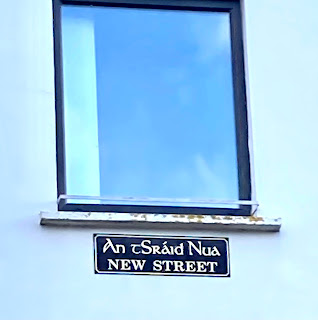 An tSráid Nua
NEW STREET